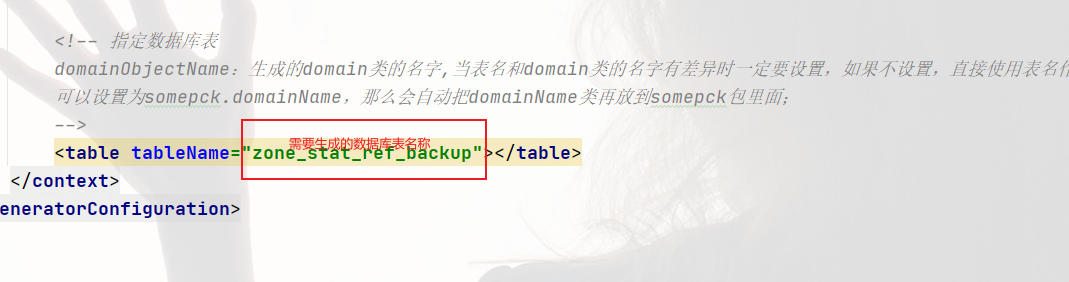 <!-- 指定数据库表
domainObjectName：生成的domain类的名字,当表名和domain类的名字有差异时一定要设置，如果不设置，直接使用表名作
可以设置为somepck.domainName，那么会自动把domainName类再放到somepck包里面；
-->
需要生成的数据库表名称
<table tableName="zone_stat_ref_backup"></table>
</context>
eneratorConfiguration>